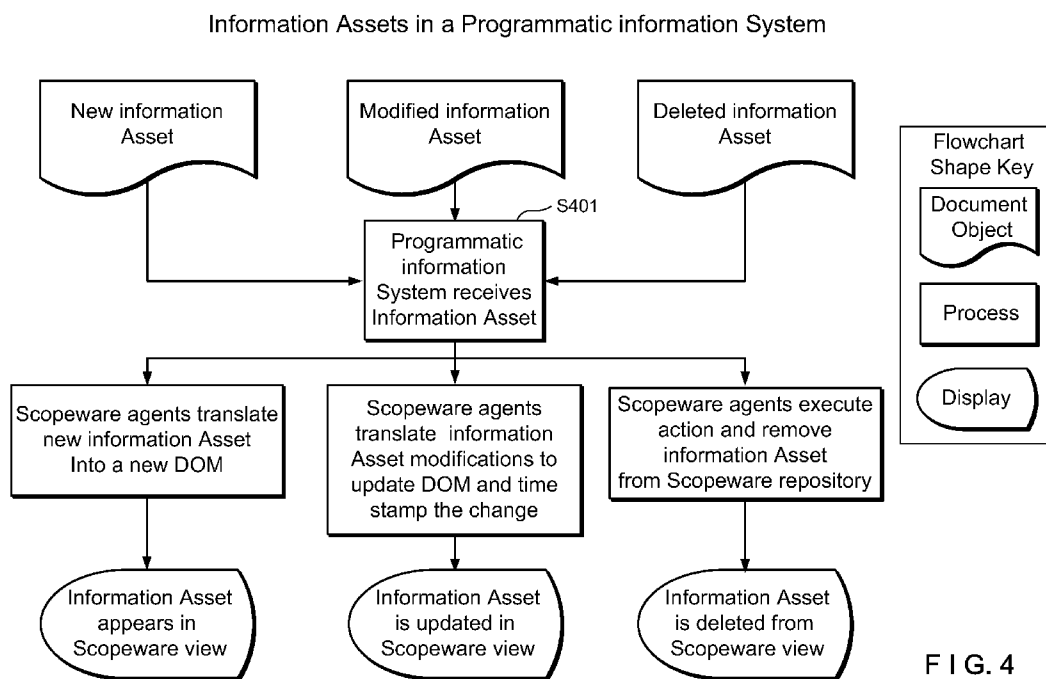 Information Assets in a Programmatic information System
New information
Asset
Modified information
Asset
Deleted information
Asset
Flowchart
Shape Key
Document
Object
Process
Display
S401
Programmatic
information
System receives
Information Asset
Scopeware agents translate
new information Asset
Into a new DOM
Scopeware agents
translate information
Asset modifications to
update DOM and time
stamp the change
Scopeware agents execute
action and remove
information Asset
from Scopeware repository
Information Asset
appears in
Scopeware view
Information Asset
is updated in
Scopeware view
Information Asset
is deleted from
Scopeware view
F I G. 4